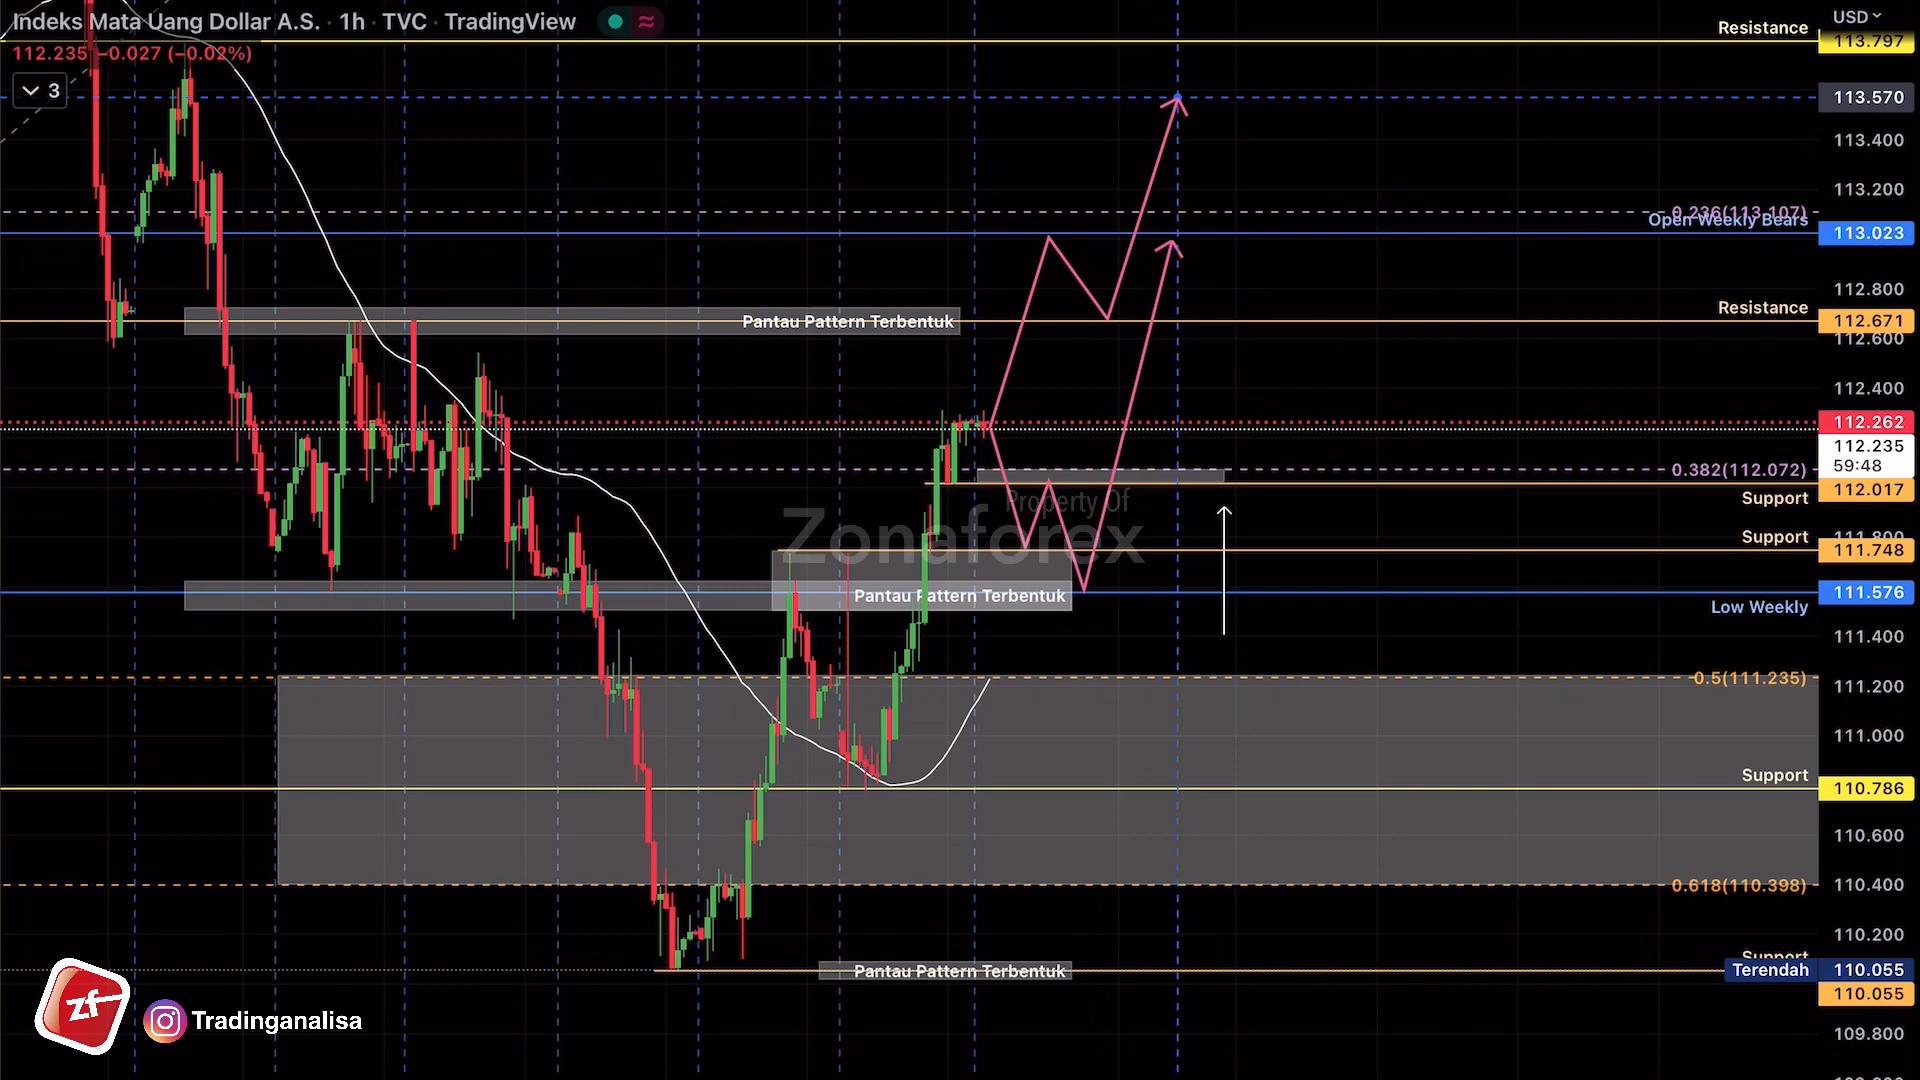 Indeks Mata Uang Dollar A.S. · 1h · TVC · TradingView
112.235 −0.027 (−0.02%)
3
USD
Resistance
113.797
113.570
113.400
113.200
0.236(113.107)
Open Weekly Bears
113.023
112.800
Resistance
Pantau Pattern Terbentuk
112.671
112.600
112.400
112.262
112.235
59:48
0.382(112.072)
112.017
Support
Property Of
Zonaforex
Support
111.800
111.748
Pantau Pattern Terbentuk
111.576
Low Weekly
111.400
0.5(111.235)
111.200
111.000
Support
110.786
110.600
0.618(110.398)
110.400
110.200
Support
Pantau Pattern Terbentuk
Terendah
110.055
110.055
zf
Tradinganalisa
109.800